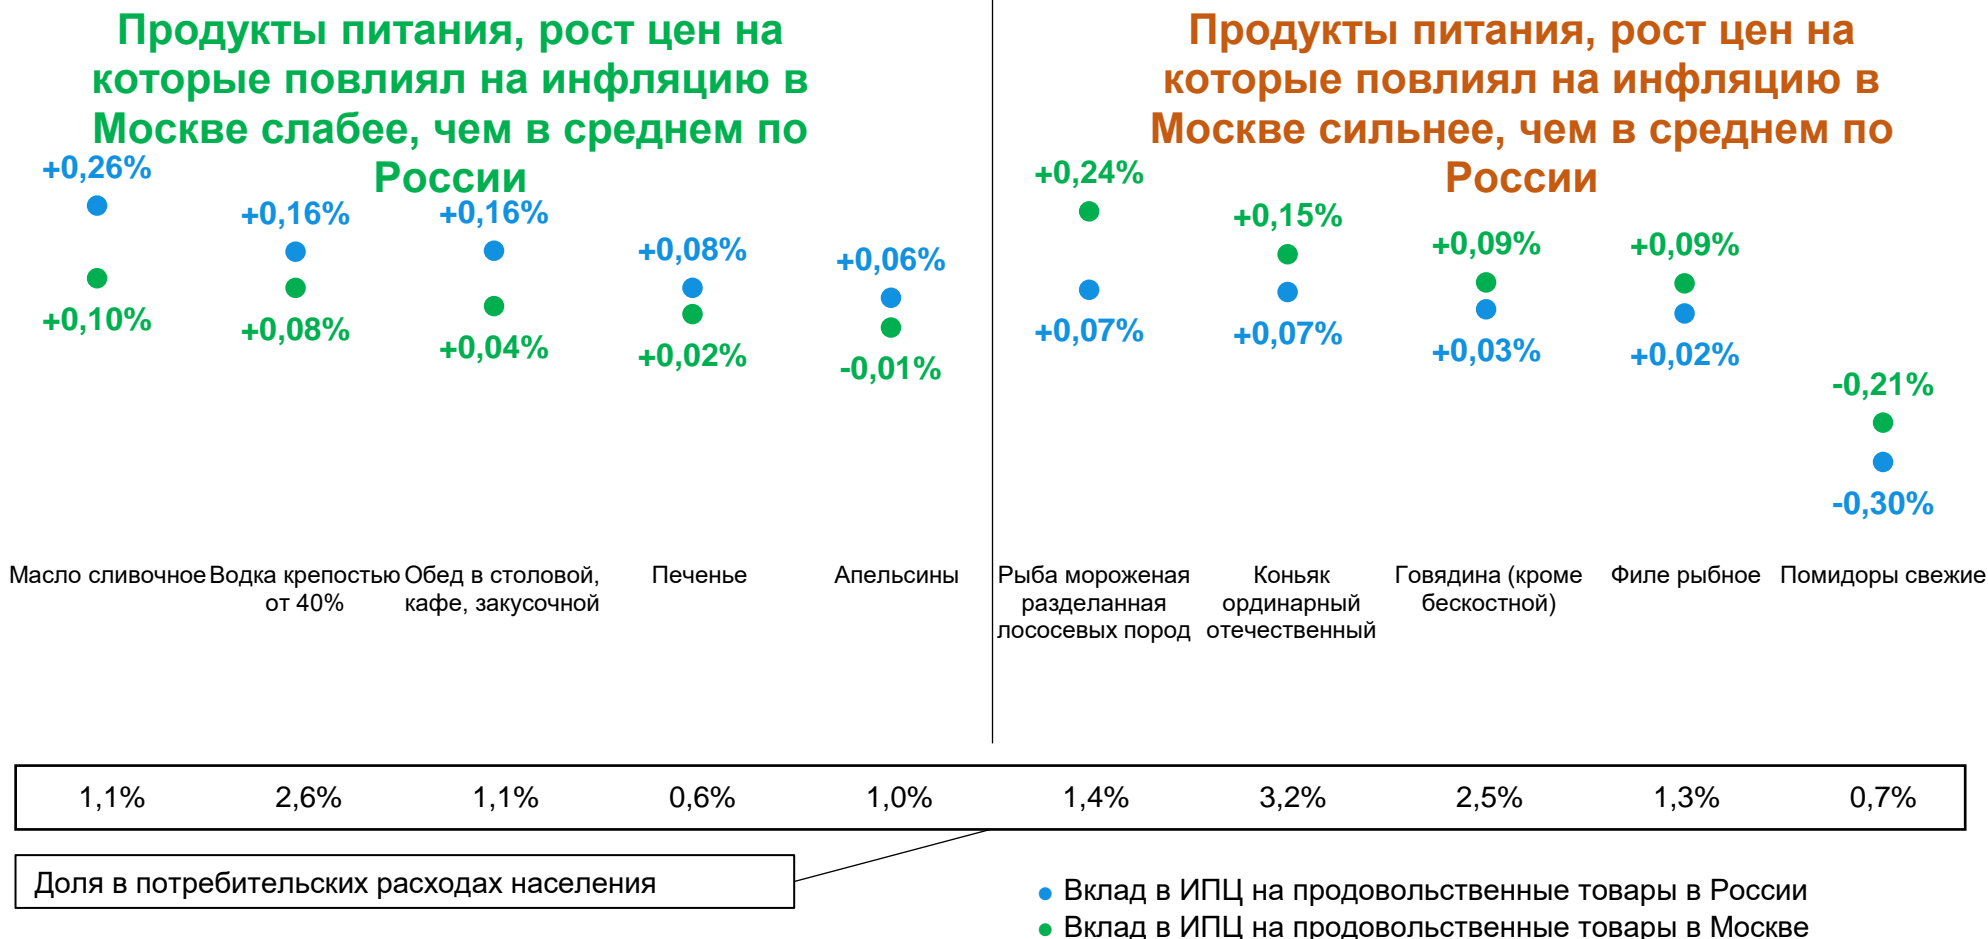 Продукты питания, рост цен на
которые повлиял на инфляцию в
Москве слабее, чем в среднем по
России
+0,26%
+0,16%
+0,16%
+0,08%
+0,06%
+0,10%
+0,08%
+0,04%
+0,02%
-0,01%
Масло сливочное
Водка крепостью
от 40%
Обед в столовой,
кафе, закусочной
Печенье
Апельсины
Продукты питания, рост цен на
которые повлиял на инфляцию в
Москве сильнее, чем в среднем по
России
+0,24%
+0,15%
+0,09%
+0,09%
-0,21%
+0,07%
+0,07%
+0,03%
+0,02%
-0,30%
Рыба мороженая
разделанная
лососевых пород
Коньяк
ординарный
отечественный
Говядина (кроме
бескостной)
Филе рыбное
Помидоры свежие
1,1% 2,6% 1,1% 0,6% 1,0% 1,4% 3,2% 2,5% 1,3% 0,7%
Доля в потребительских расходах населения
Вклад в ИПЦ на продовольственные товары в России
Вклад в ИПЦ на продовольственные товары в Москве